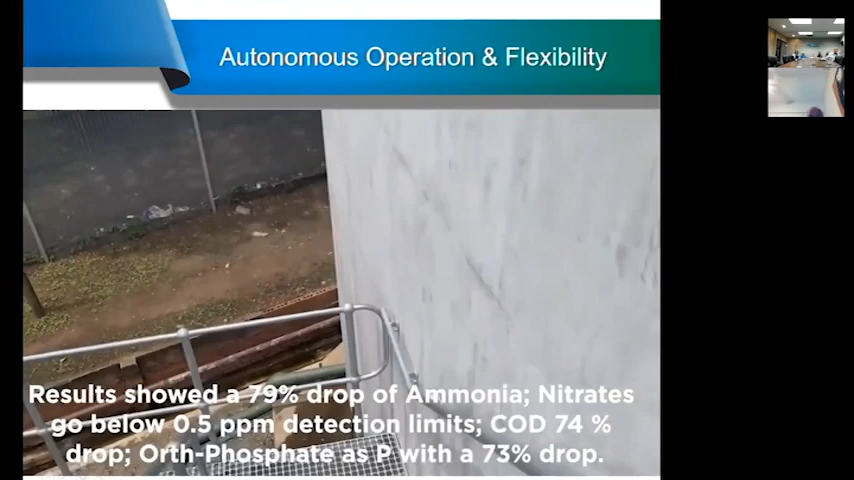 Autonomous Operation & Flexibility
Results showed a 79% drop of Ammonia; Nitrates
go below 0.5 ppm detection limits; COD 74 %
drop; Orth-Phosphate as P with a 73% drop.